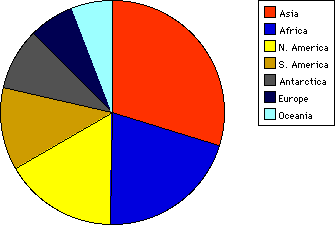 Asia
Africa
N. America
S. America
Antarctica
Europe
Oceania